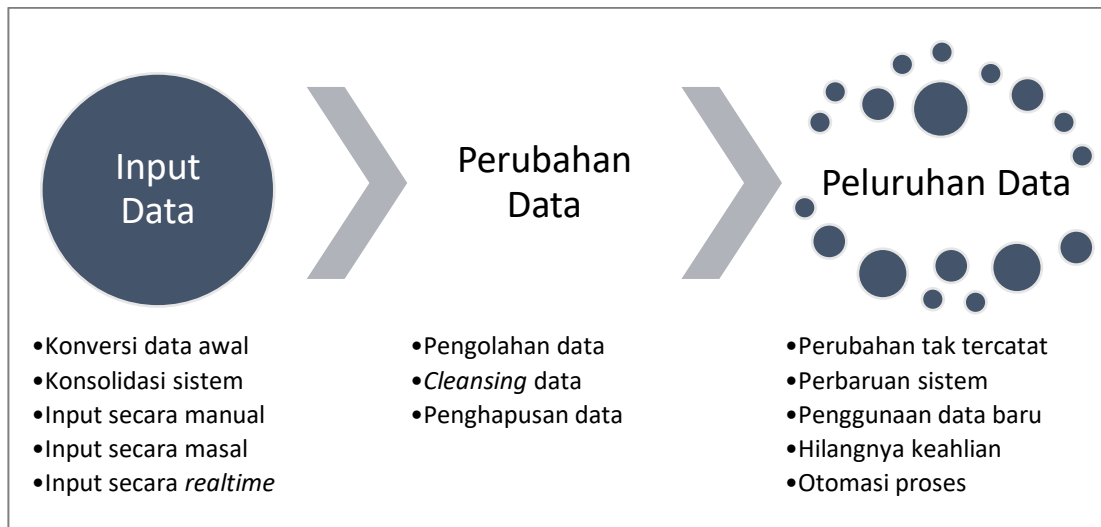 Input
Data
Perubahan
Data
Peluruhan Data
•Konversi data awal
•Konsolidasi sistem
•Input secara manual
•Input secara masal
•Input secara realtime
•Pengolahan data
•Cleansing data
•Penghapusan data
•Perubahan tak tercatat
•Perbaruan sistem
•Penggunaan data baru
•Hilangnya keahlian
•Otomasi proses